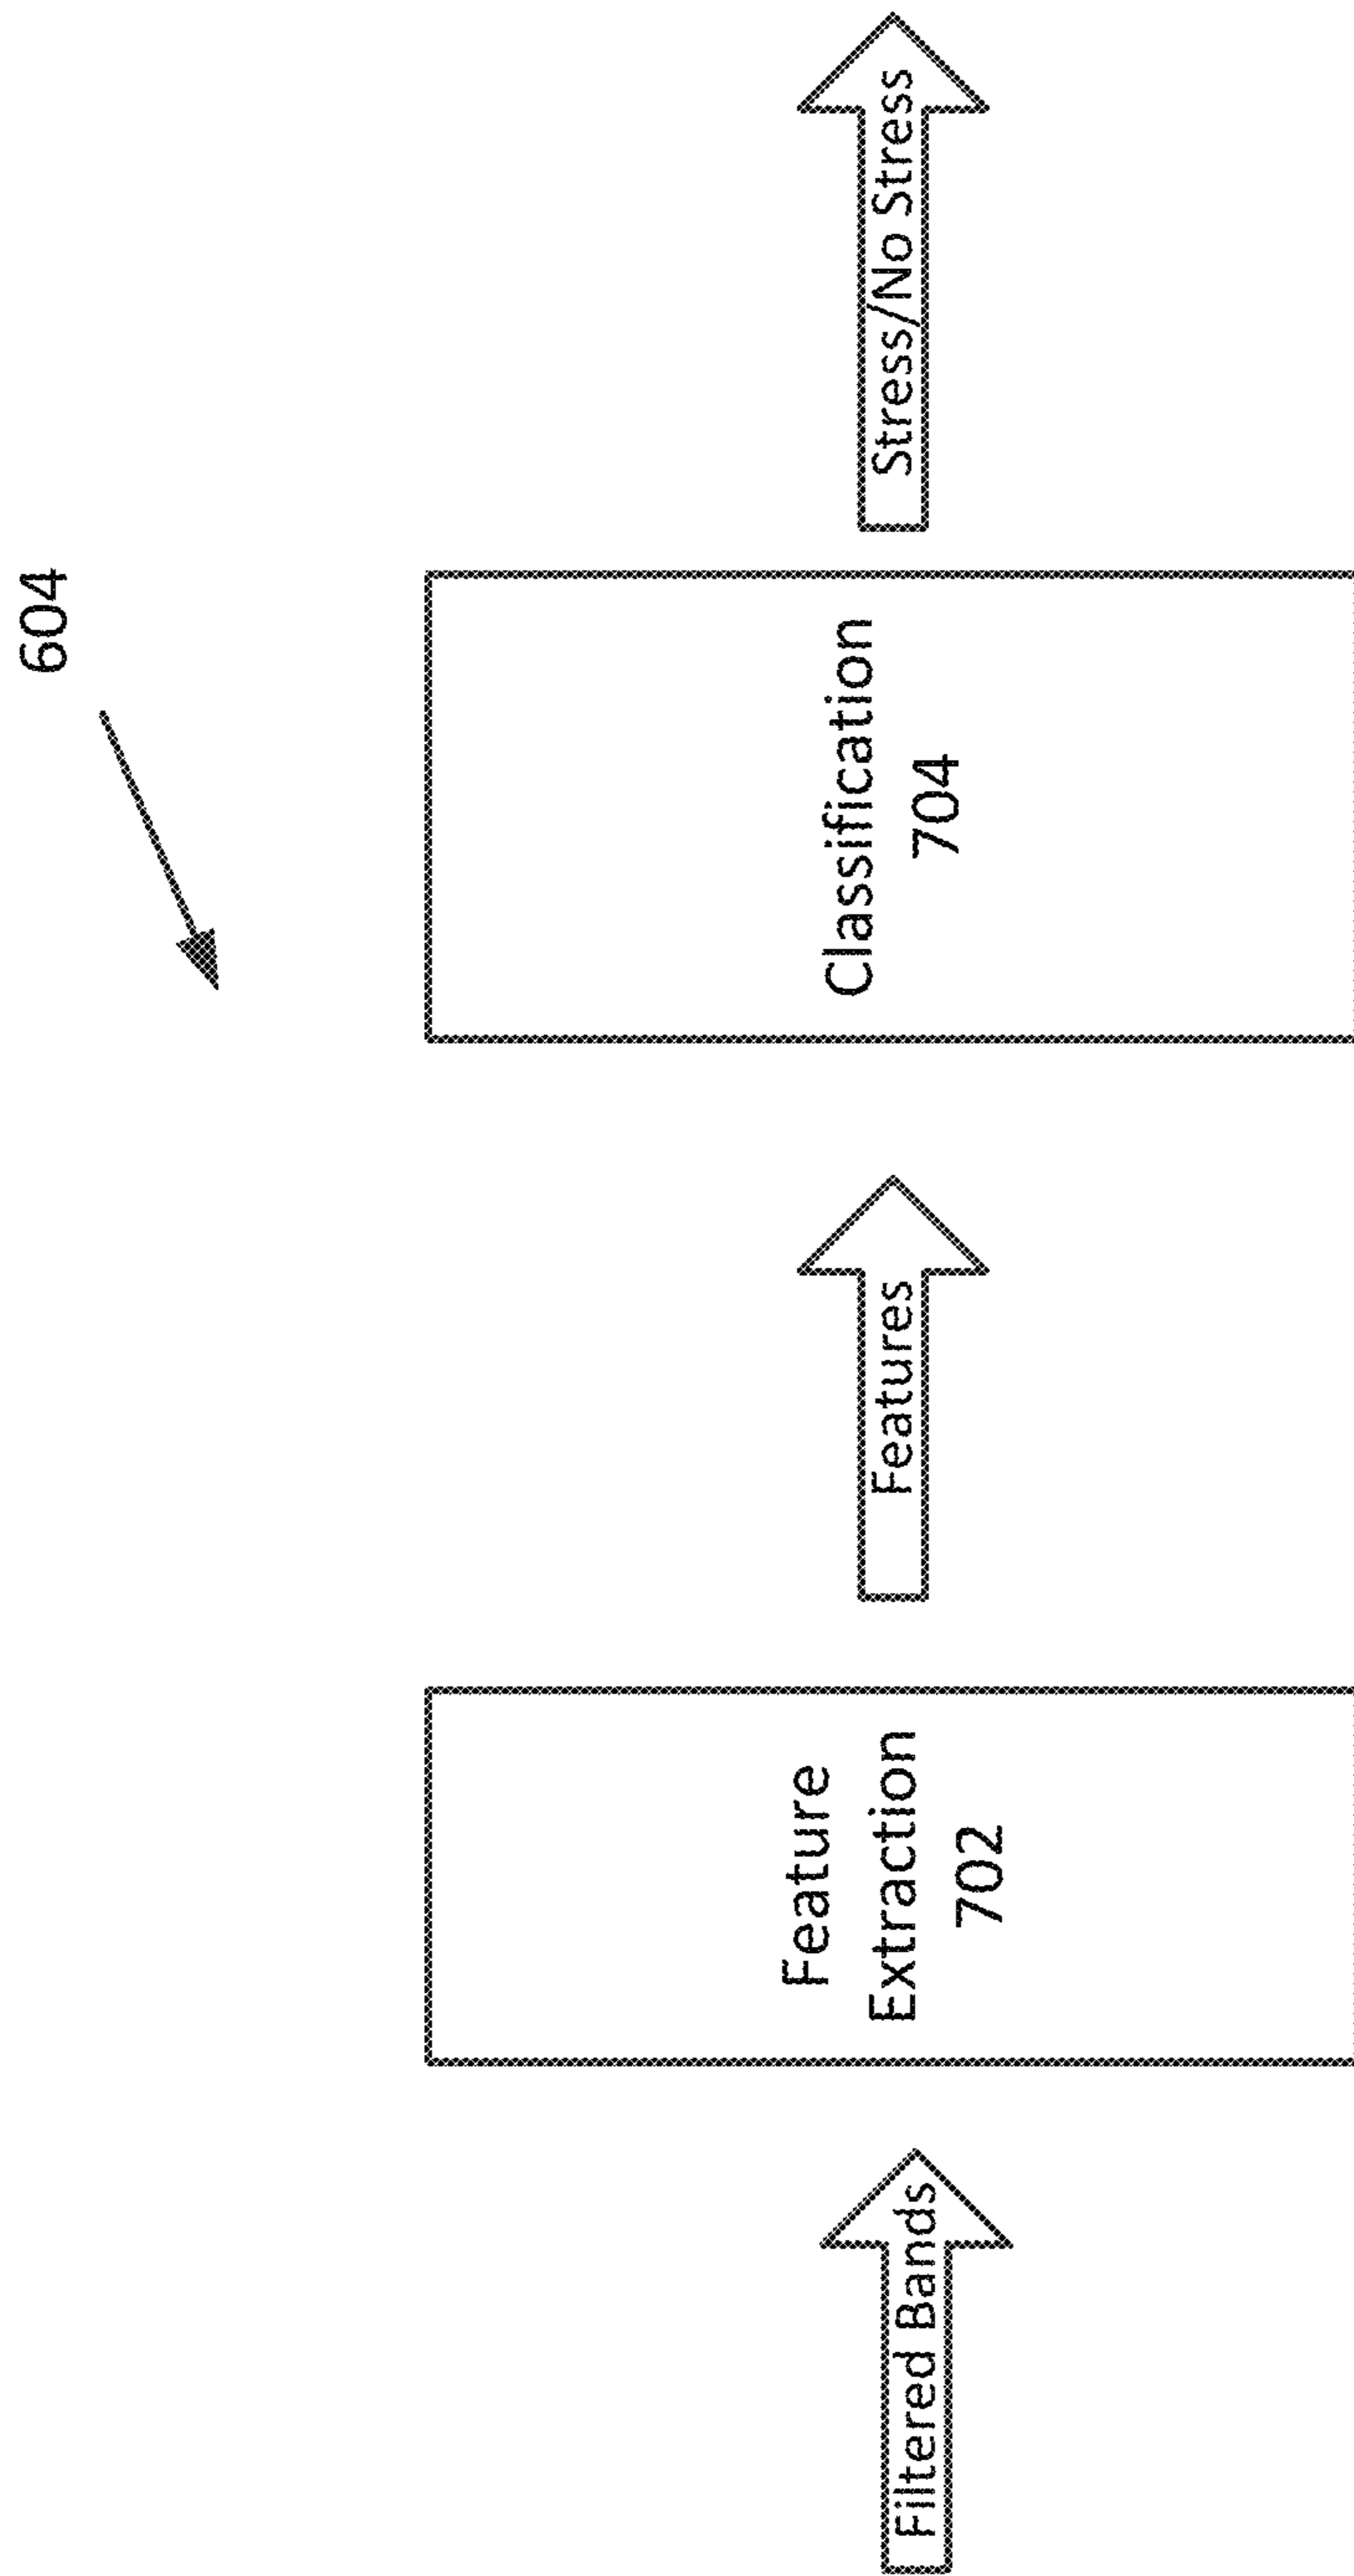 604
Filtered Bands
Feature
Extraction
702
Features
Classification
704
Stress/No Stress